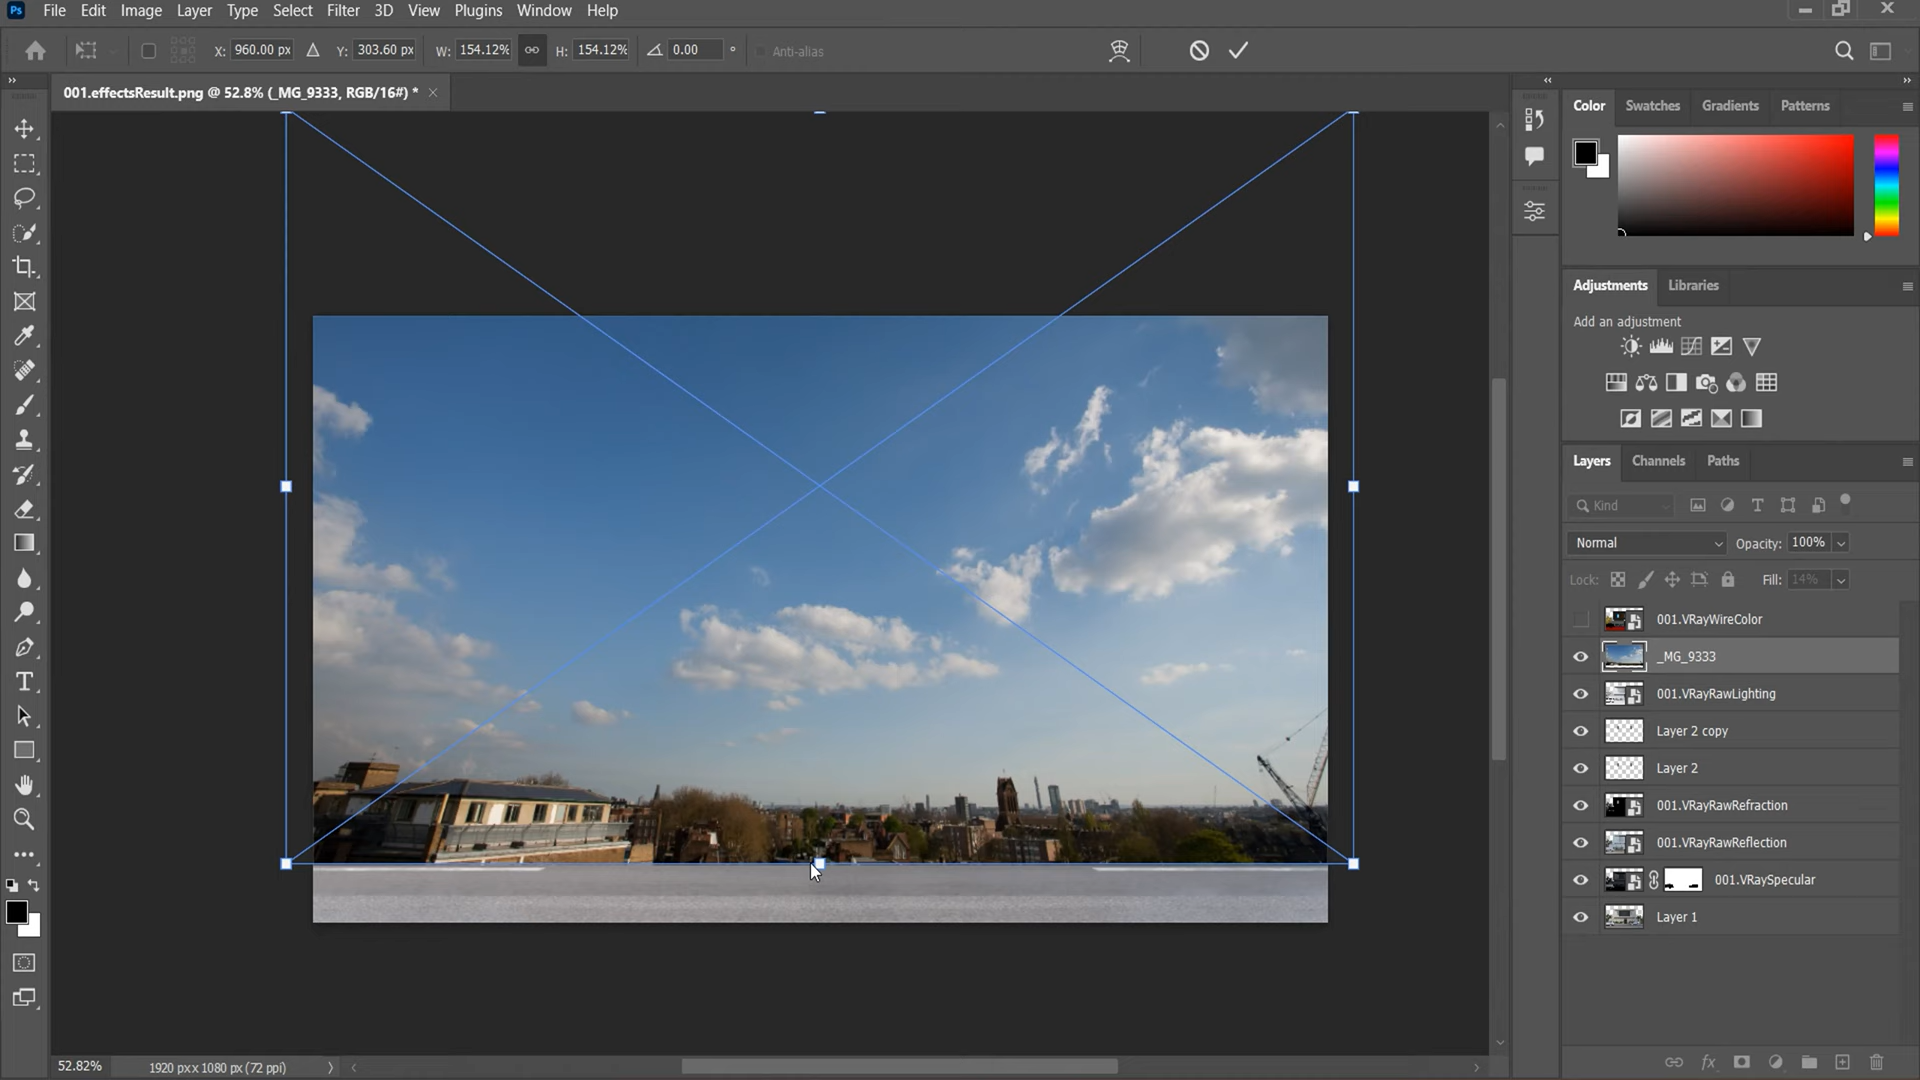 Ps File Edit Image Layer Type Select Filter 3D View Plugins Window Help
X: 960.00 px Y: 303.60 px W: 154.12% H: 154.12% 0.00 ° Anti-alias
001.effectsResult.png @ 52.8% (_MG_9333, RGB/16#) *
Color Swatches Gradients Patterns
Adjustments Libraries
Add an adjustment
Layers Channels Paths
Kind
Normal Opacity: 100%
Lock: Fill: 14%
001.VRayWireColor
_MG_9333
001.VRayRawLighting
Layer 2 copy
Layer 2
001.VRayRawRefraction
001.VRayRawReflection
001.VRaySpecular
Layer 1
52.82% 1920 px x 1080 px (72 ppi)